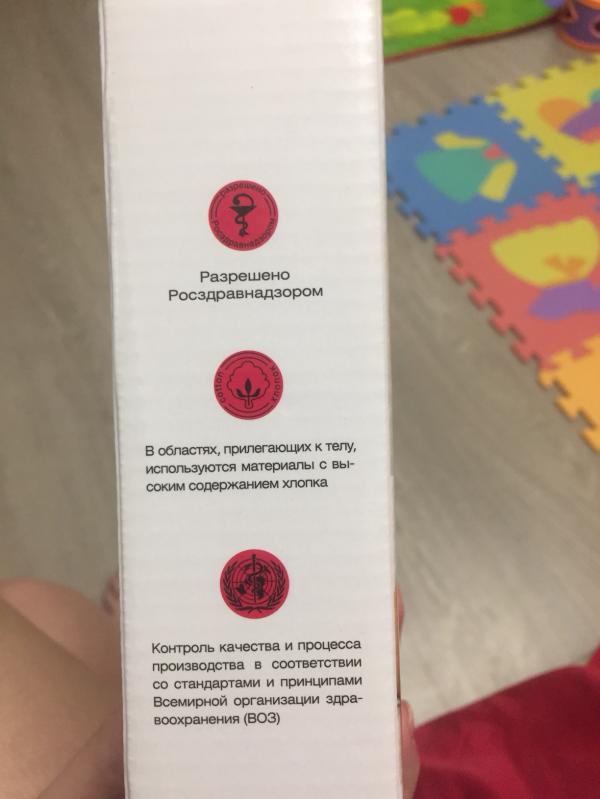 разрешено
Росздравнадзором
Разрешено
Росздравнадзором
cotton
хлопок
В областях, прилегающих к телу,
используются материалы с вы-
соким содержанием хлопка
Контроль качества и процесса
производства в соответствии
со стандартами и принципами
Всемирной организации здра-
воохранения (ВОЗ)